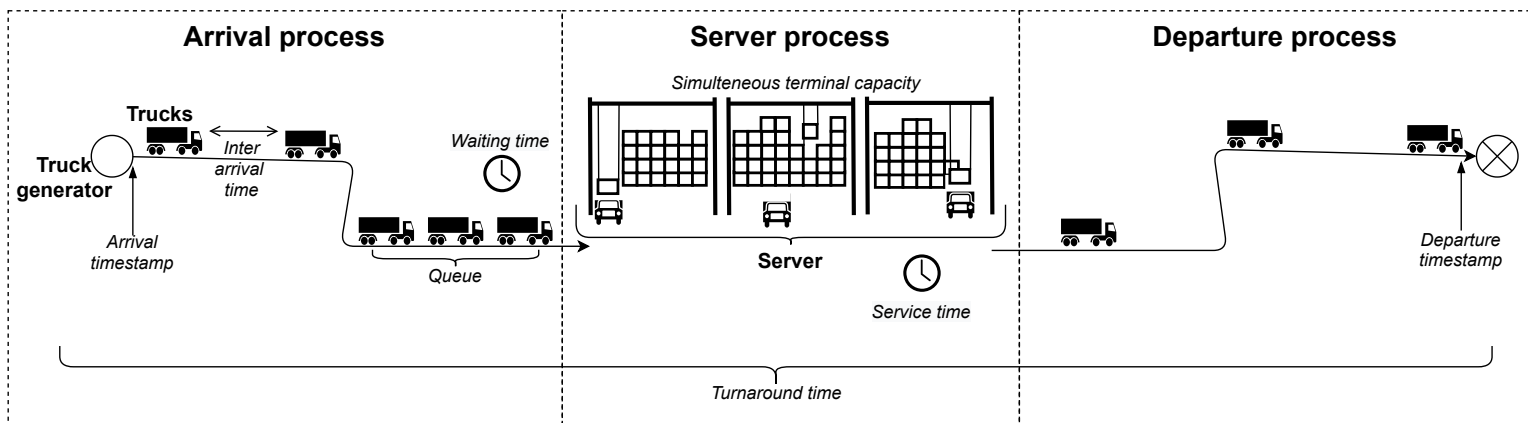 Arrival process
Server process
Departure process
Simulteneous terminal capacity
Trucks
Waiting time
Inter
arrival
time
Truck
generator
Arrival
timestamp
Queue
Server
Service time
Departure
timestamp
Turnaround time